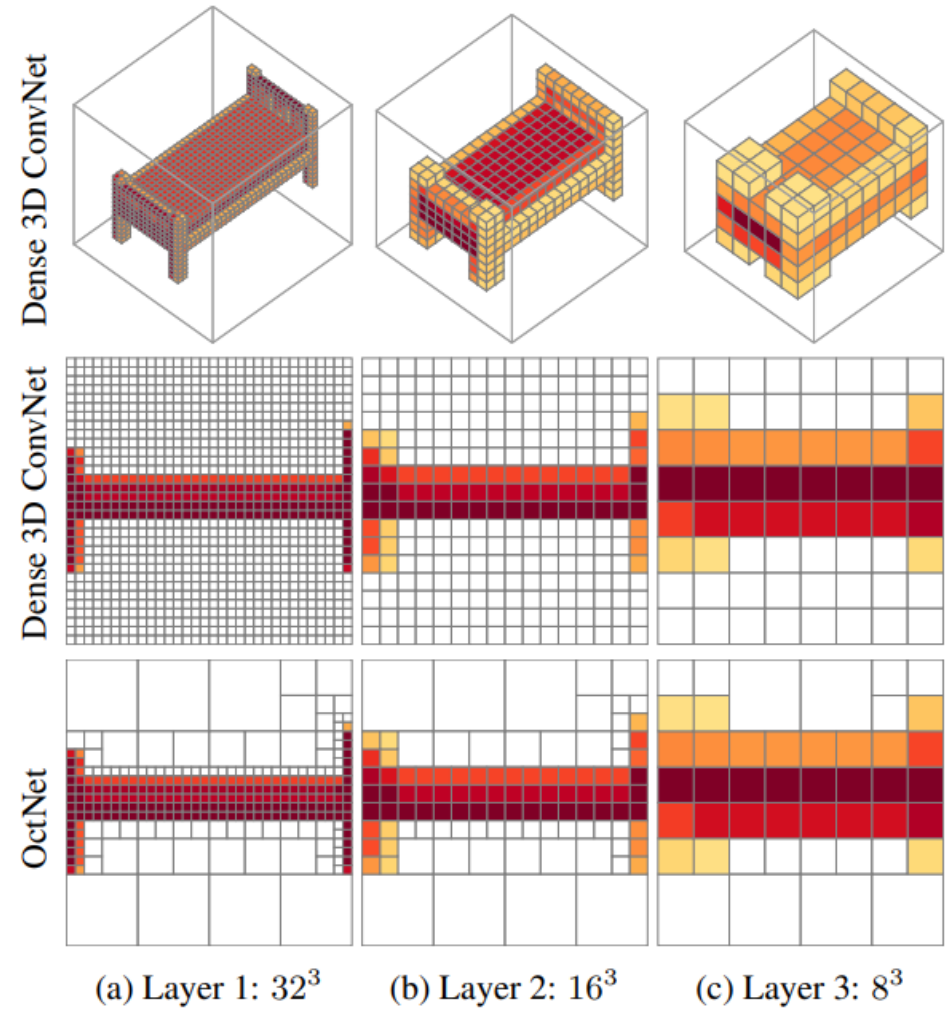 Dense 3D ConvNet
Dense 3D ConvNet
OctNet
(a) Layer 1: 32³
(b) Layer 2: 16³
(c) Layer 3: 8³